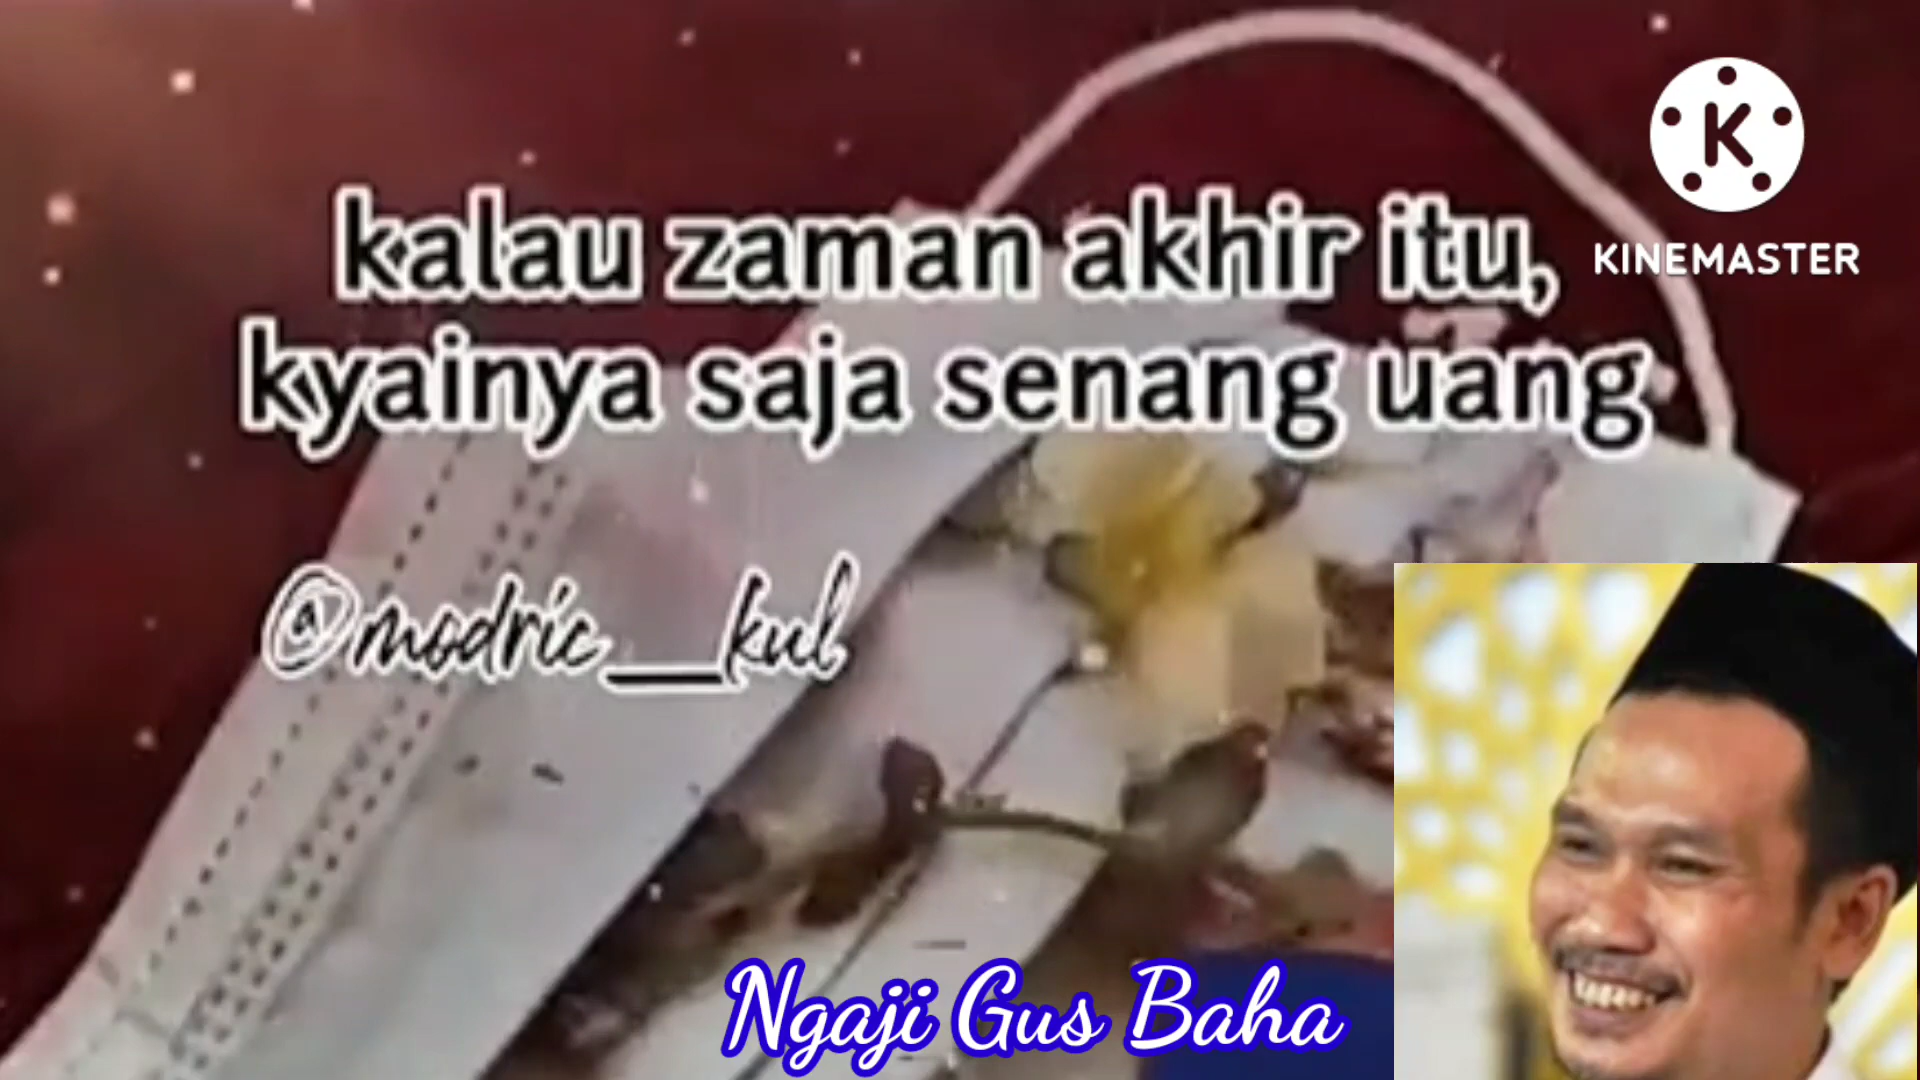 kalau zaman akhir itu,
kyainya saja senang uang
KINEMASTER
@modric__kul
Ngaji Gus Baha